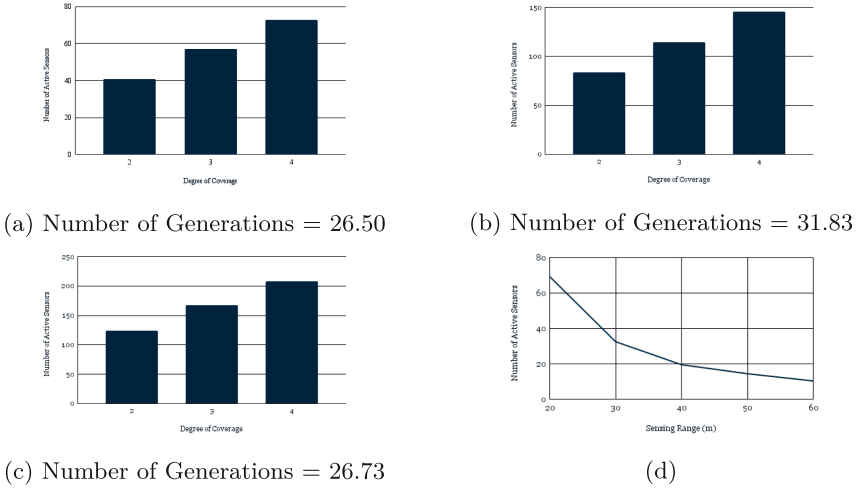 80
60
40
20
0
Number of Active Sensors
2 3 4
Degree of Coverage
(a) Number of Generations = 26.50
150
100
50
0
Number of Active Sensors
2 3 4
Degree of Coverage
(b) Number of Generations = 31.83
250
200
150
100
50
0
Number of Active Sensors
2 3 4
Degree of Coverage
(c) Number of Generations = 26.73
80
60
40
20
0
Number of Active Sensors
20 30 40 50 60
Sensing Range (m)
(d)